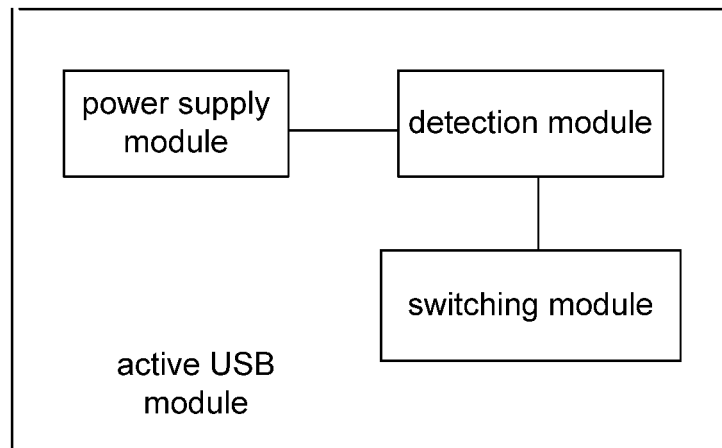 power supply
module
detection module
switching module
active USB
module